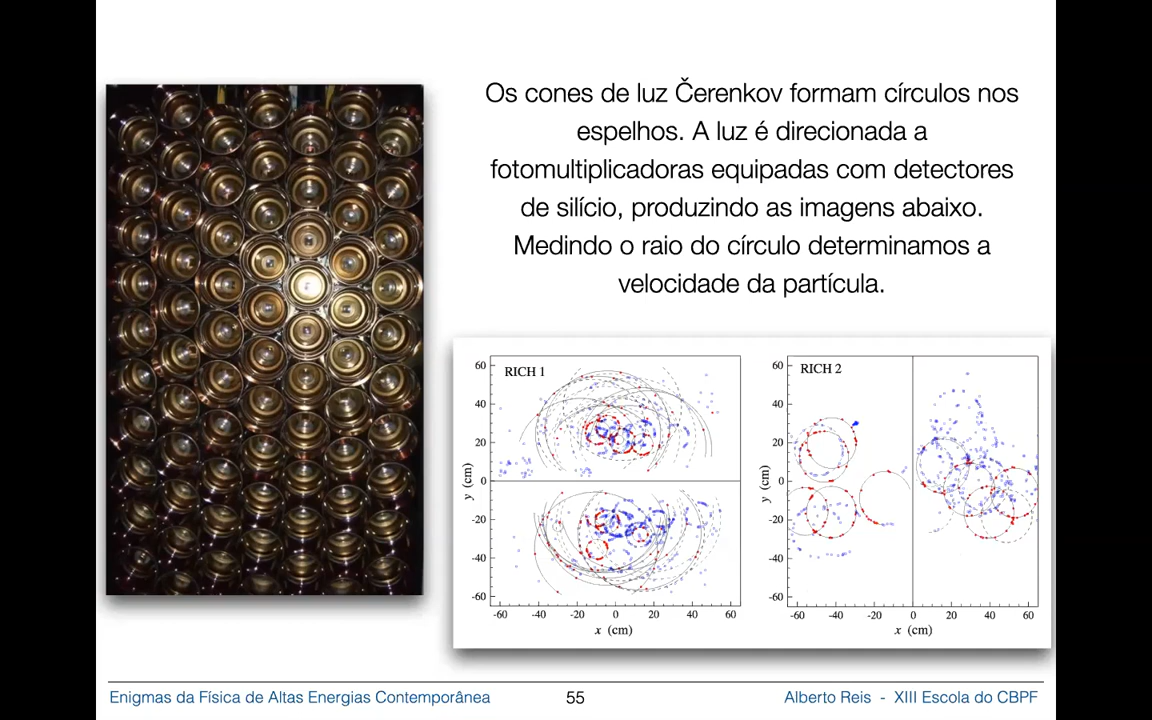 Os cones de luz Čerenkov formam círculos nos
espelhos. A luz é direcionada a
fotomultiplicadoras equipadas com detectores
de silício, produzindo as imagens abaixo.
Medindo o raio do círculo determinamos a
velocidade da partícula.
RICH 1
60
40
20
0
-20
-40
-60
y (cm)
-60 -40 -20 0 20 40 60
x (cm)
RICH 2
60
40
20
0
-20
-40
-60
y (cm)
-60 -40 -20 0 20 40 60
x (cm)
Enigmas da Física de Altas Energias Contemporânea 55 Alberto Reis - XIII Escola do CBPF